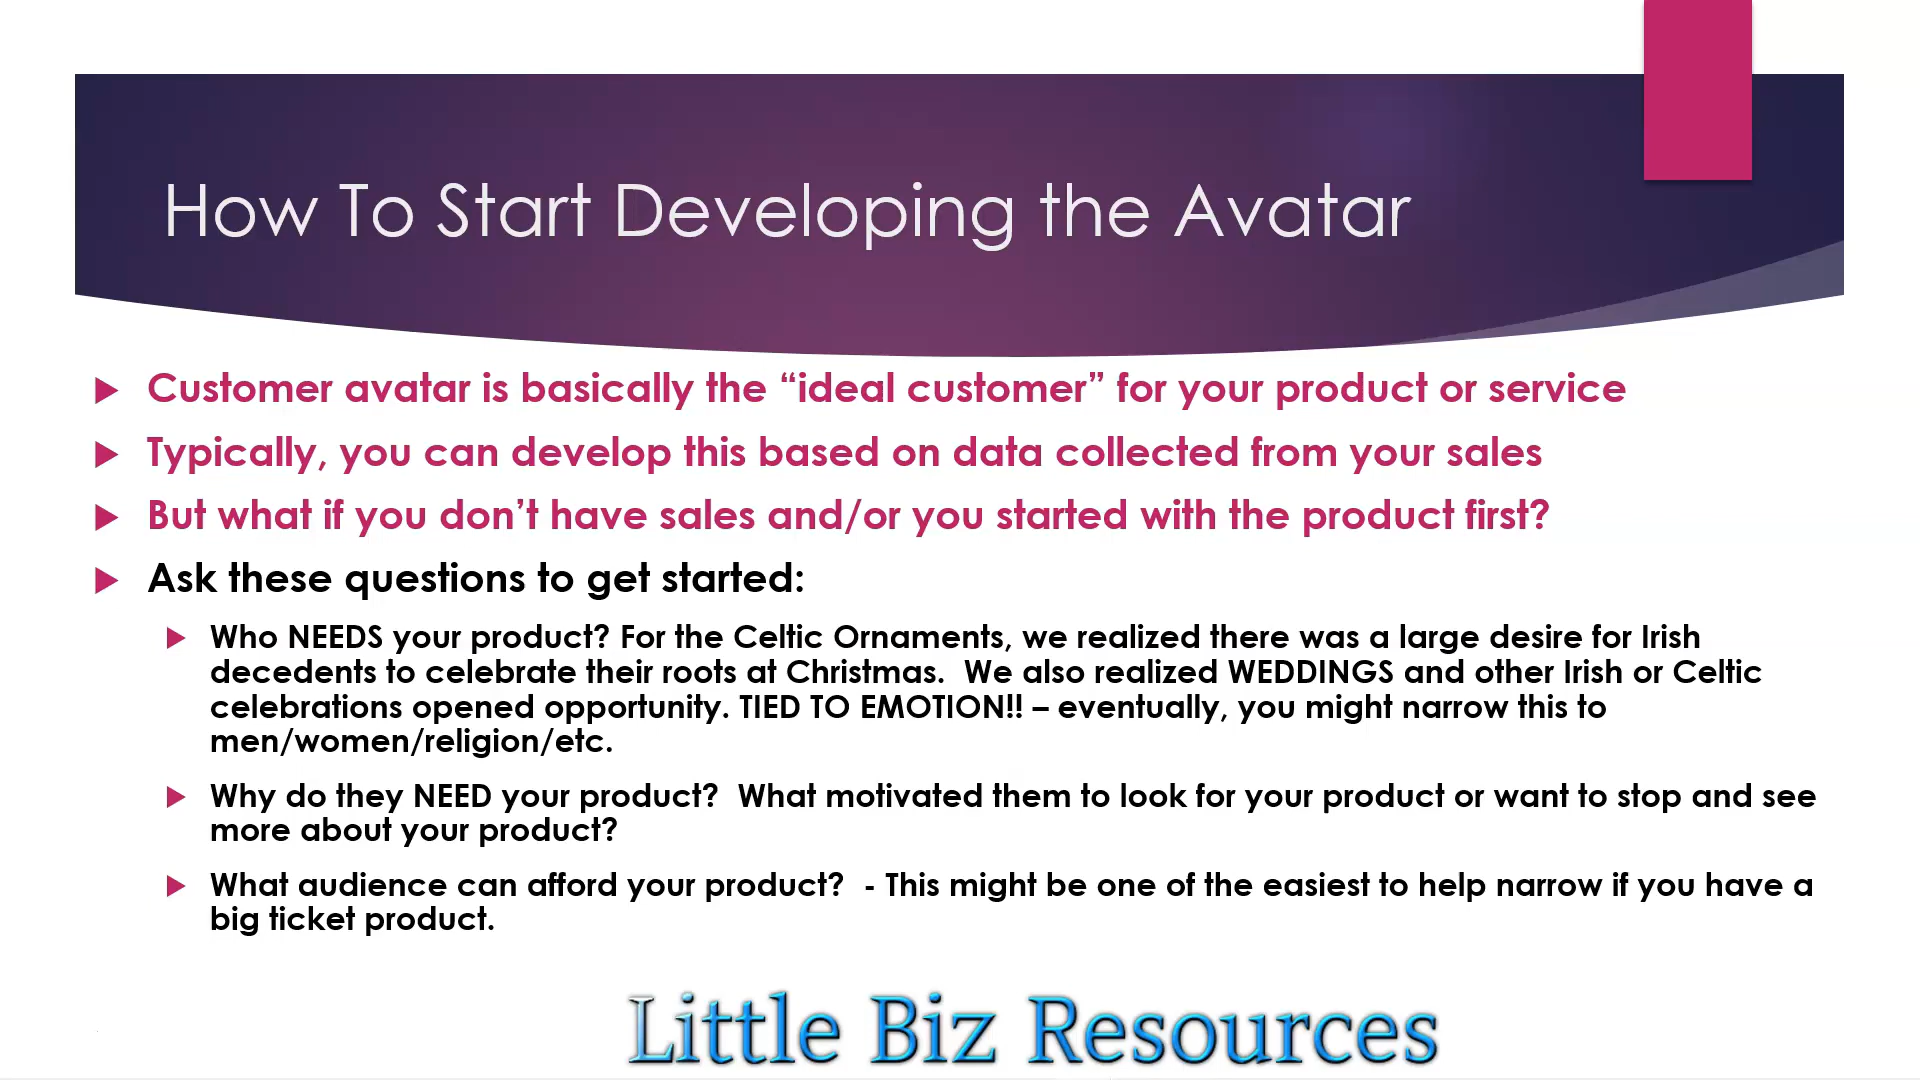 How To Start Developing the Avatar
Customer avatar is basically the “ideal customer” for your product or service
Typically, you can develop this based on data collected from your sales
But what if you don’t have sales and/or you started with the product first?
Ask these questions to get started:
Who NEEDS your product? For the Celtic Ornaments, we realized there was a large desire for Irish
decedents to celebrate their roots at Christmas.  We also realized WEDDINGS and other Irish or Celtic
celebrations opened opportunity. TIED TO EMOTION!! – eventually, you might narrow this to
men/women/religion/etc.
Why do they NEED your product?  What motivated them to look for your product or want to stop and see
more about your product?
What audience can afford your product?  - This might be one of the easiest to help narrow if you have a
big ticket product.
Little Biz Resources